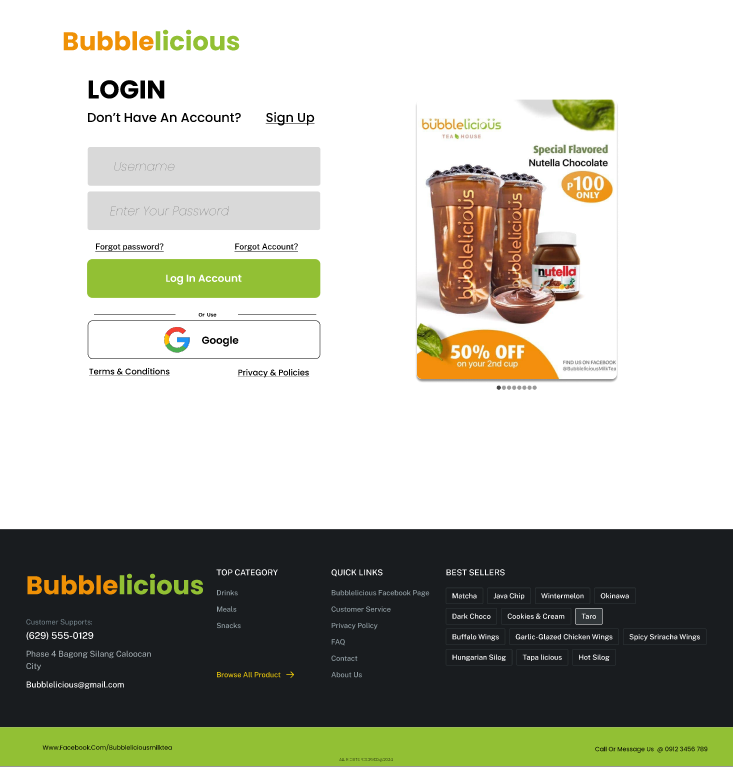 Bubblelicious
LOGIN
Don't Have An Account? Sign Up
Username
Enter Your Password
Forgot password? Forgot Account?
Log In Account
Or Use
Google
Terms & Conditions Privacy & Policies
bubblelicious
TEA HOUSE
Special Flavored
Nutella Chocolate
₱100
ONLY
bubblelicious
bubblelicious
nutella
50% OFF
on your 2nd cup
FIND US ON FACEBOOK
@BubbleliciousMilkTea
Bubblelicious
Customer Supports:
(629) 555-0129
Phase 4 Bagong Silang Caloocan
City
Bubblelicious@gmail.com
TOP CATEGORY
Drinks
Meals
Snacks
Browse All Product →
QUICK LINKS
Bubblelicious Facebook Page
Customer Service
Privacy Policy
FAQ
Contact
About Us
BEST SELLERS
Matcha Java Chip Wintermelon Okinawa
Dark Choco Cookies & Cream Taro
Buffalo Wings Garlic-Glazed Chicken Wings Spicy Sriracha Wings
Hungarian Silog Tapa licious Hot Silog
Www.Facebook.Com/Bubbleliciousmilktea
Call Or Message Us @ 0912 3456 789